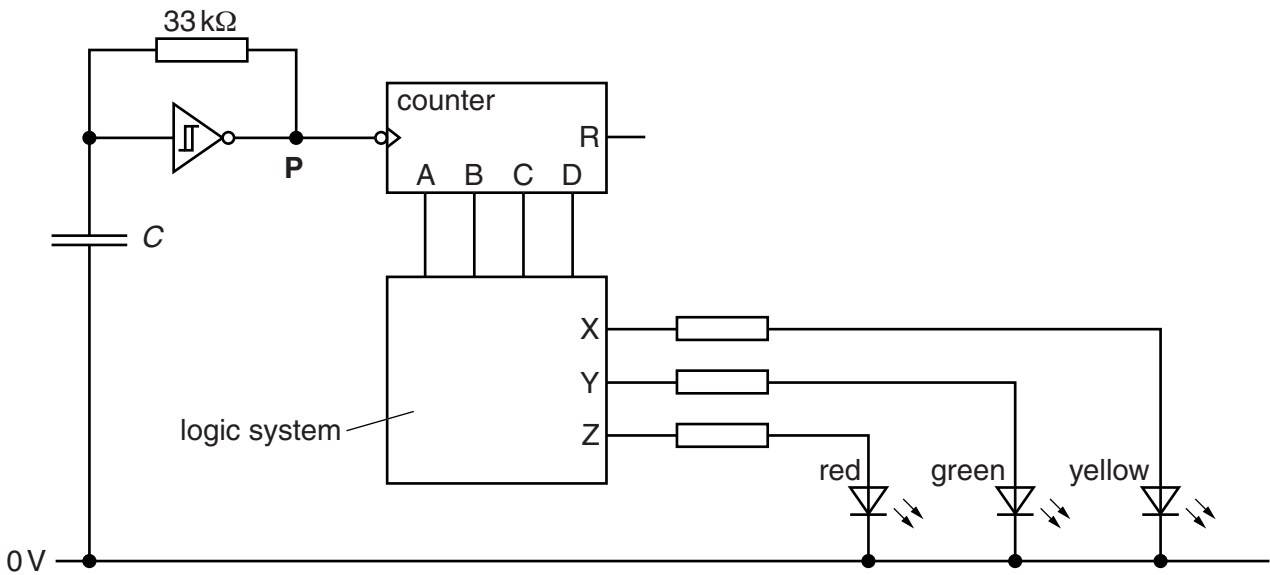 33 kΩ
counter
R
P
A B C D
C
X
Y
logic system
Z
red green yellow
0 V